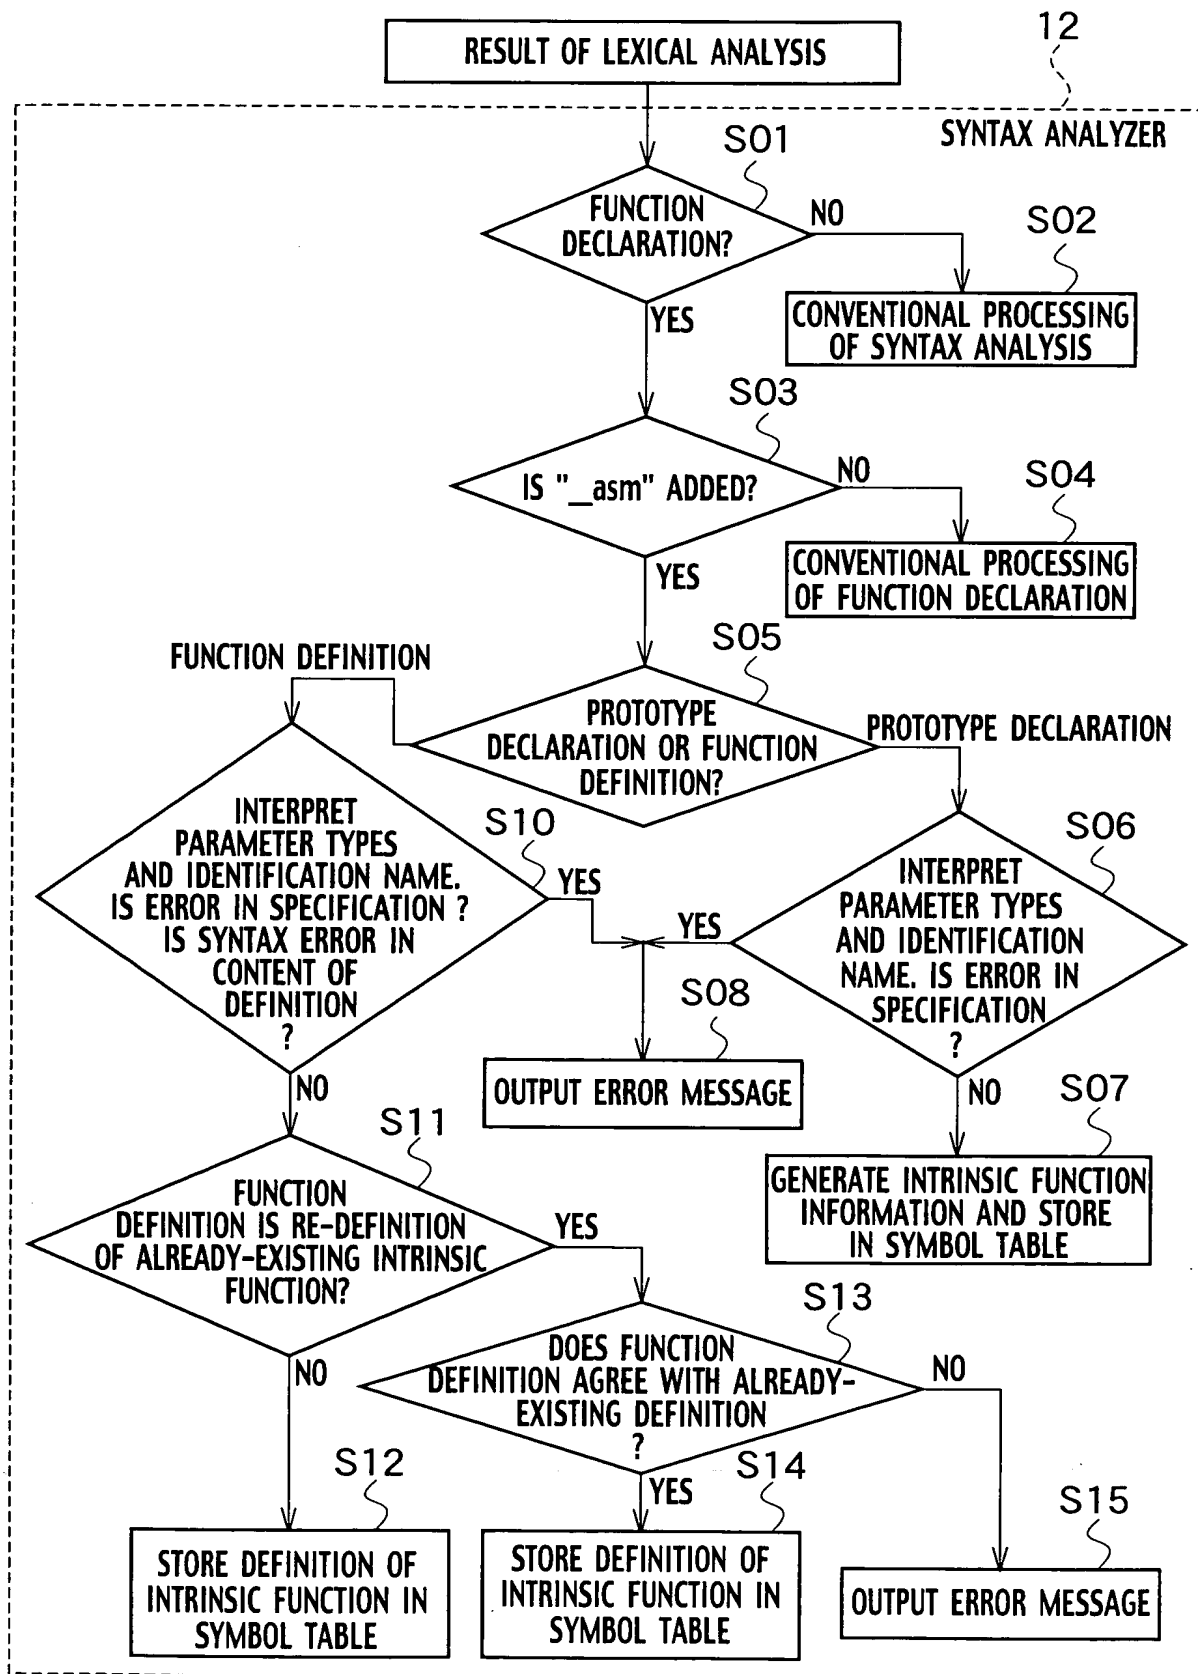 12
RESULT OF LEXICAL ANALYSIS
SYNTAX ANALYZER
S01
FUNCTION
DECLARATION?
NO
S02
CONVENTIONAL PROCESSING
OF SYNTAX ANALYSIS
YES
S03
IS "__asm" ADDED?
NO
S04
CONVENTIONAL PROCESSING
OF FUNCTION DECLARATION
YES
S05
FUNCTION DEFINITION
PROTOTYPE
DECLARATION OR FUNCTION
DEFINITION?
PROTOTYPE DECLARATION
S10
INTERPRET
PARAMETER TYPES
AND IDENTIFICATION NAME.
IS ERROR IN SPECIFICATION ?
IS SYNTAX ERROR IN
CONTENT OF
DEFINITION
?
YES
S06
INTERPRET
PARAMETER TYPES
AND IDENTIFICATION
NAME. IS ERROR IN
SPECIFICATION
?
YES
S08
OUTPUT ERROR MESSAGE
NO
NO
S07
GENERATE INTRINSIC FUNCTION
INFORMATION AND STORE
IN SYMBOL TABLE
S11
FUNCTION
DEFINITION IS RE-DEFINITION
OF ALREADY-EXISTING INTRINSIC
FUNCTION?
YES
S13
DOES FUNCTION
DEFINITION AGREE WITH ALREADY-
EXISTING DEFINITION
?
NO
NO
YES
S12
STORE DEFINITION OF
INTRINSIC FUNCTION IN
SYMBOL TABLE
S14
STORE DEFINITION OF
INTRINSIC FUNCTION IN
SYMBOL TABLE
S15
OUTPUT ERROR MESSAGE